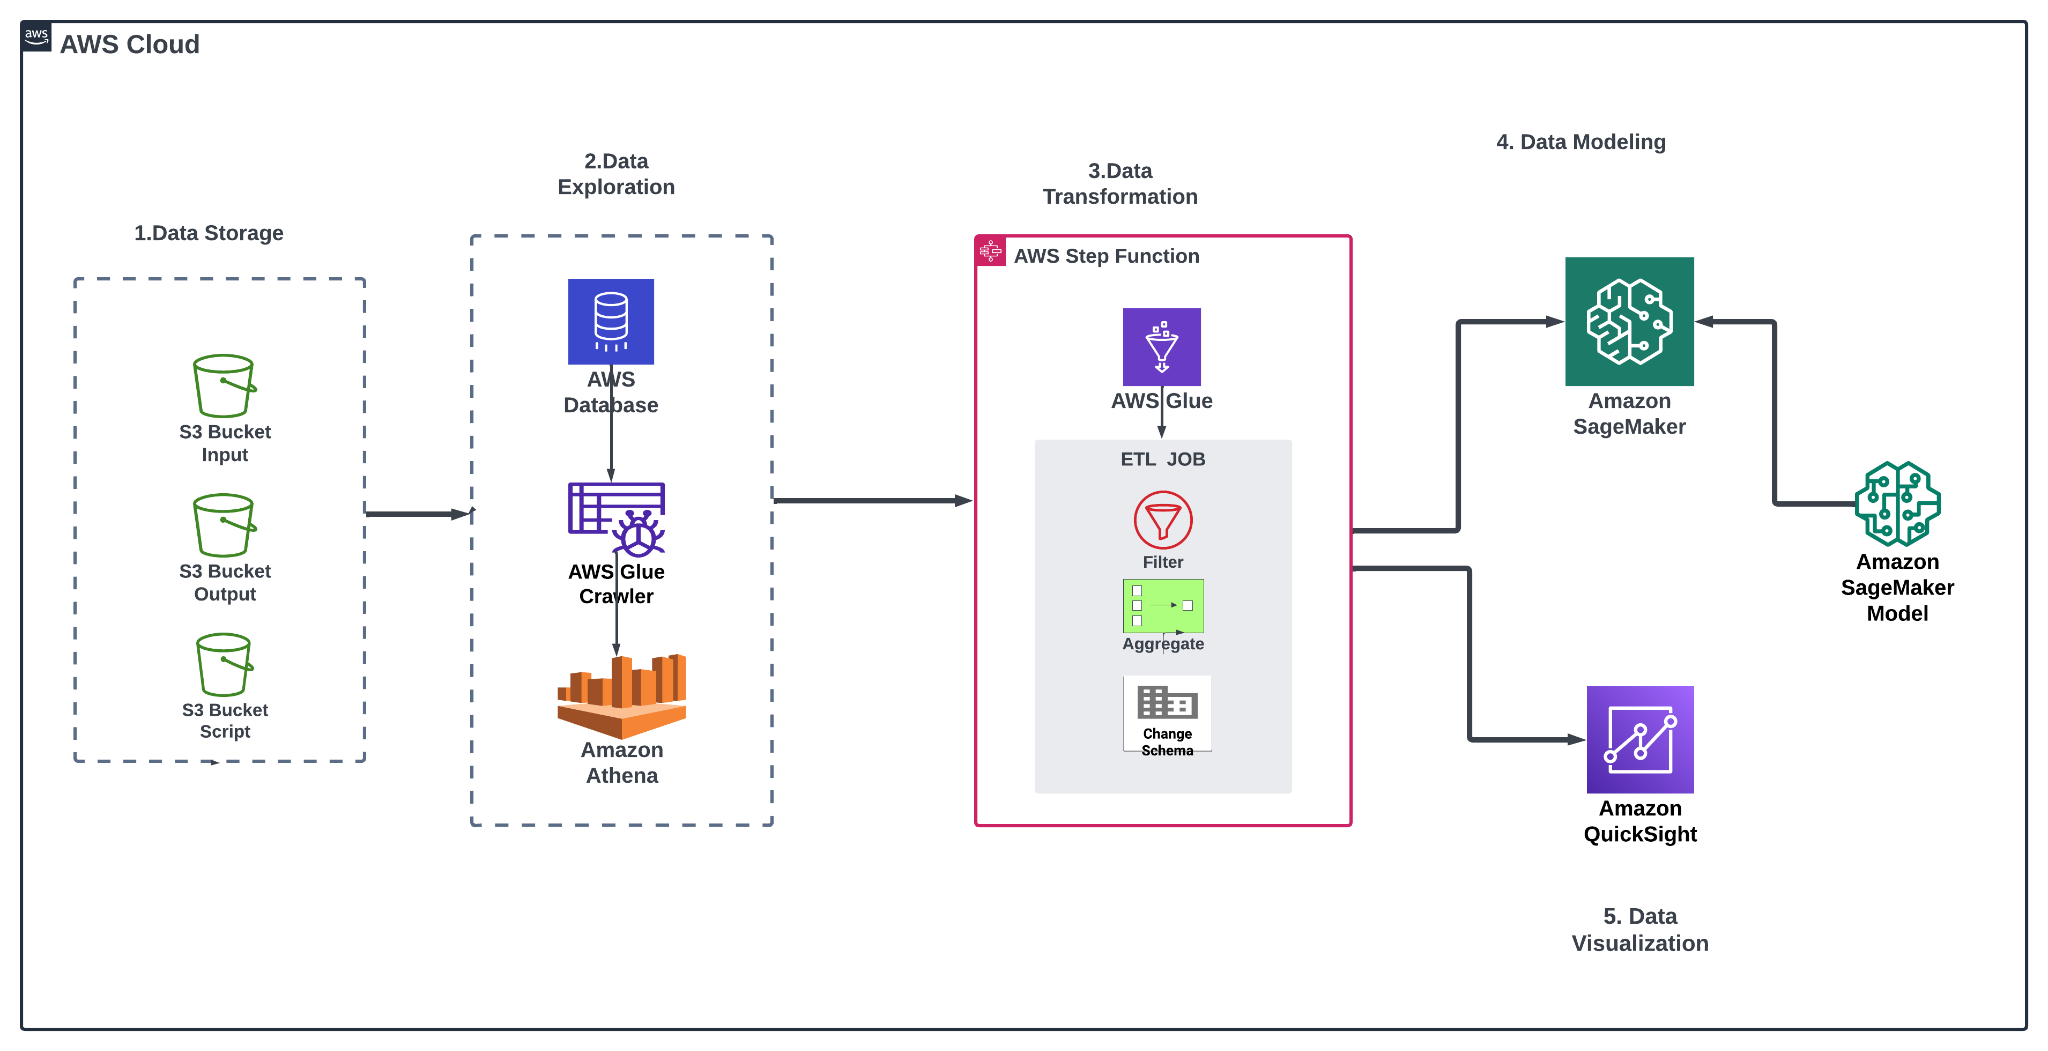 aws
AWS Cloud
1.Data Storage
S3 Bucket
Input
S3 Bucket
Output
S3 Bucket
Script
2.Data
Exploration
AWS
Database
AWS Glue
Crawler
Amazon
Athena
3.Data
Transformation
AWS Step Function
AWS Glue
ETL JOB
Filter
Aggregate
Change
Schema
4. Data Modeling
Amazon
SageMaker
Amazon
SageMaker
Model
Amazon
QuickSight
5. Data
Visualization